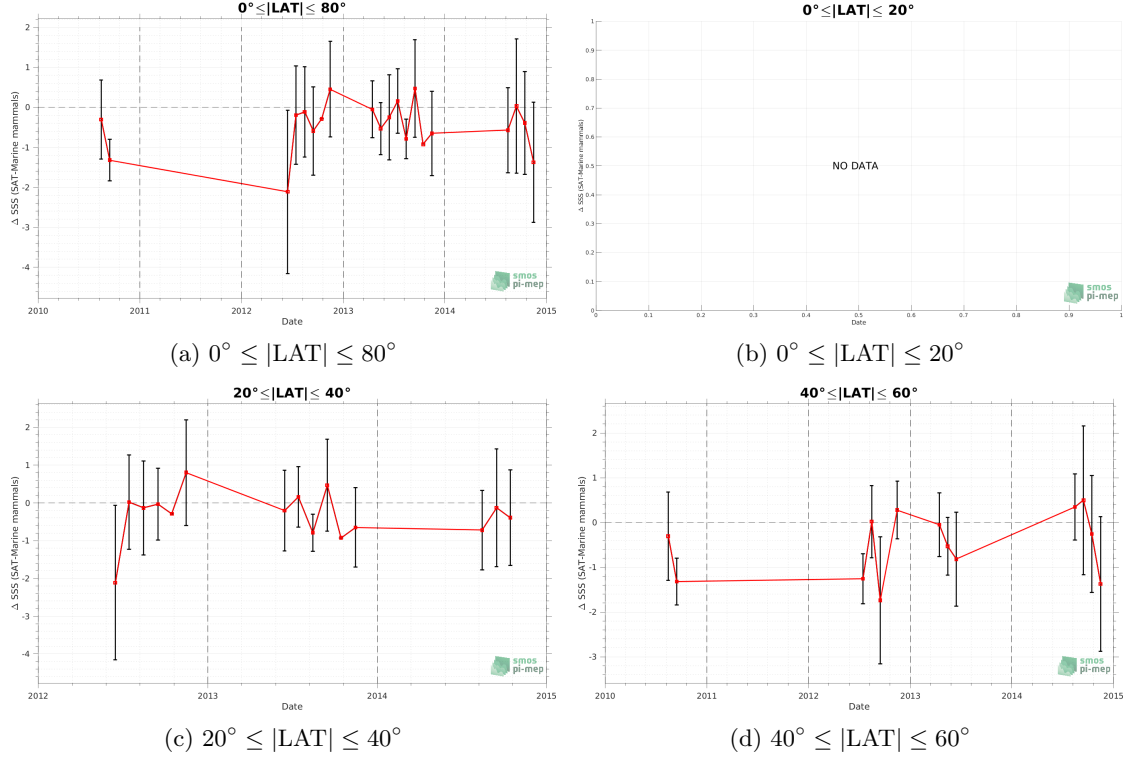 0°≤|LAT|≤ 80°
Δ SSS (SAT-Marine mammals)
2
1
0
-1
-2
-3
-4
2010
2011
2012
2013
2014
2015
Date
smos
pi-mep
(a) 0° ≤ |LAT| ≤ 80°
0°≤|LAT|≤ 20°
Δ SSS (SAT-Marine mammals)
1
0.9
0.8
0.7
0.6
0.5
0.4
0.3
0.2
0.1
0
NO DATA
0
0.1
0.2
0.3
0.4
0.5
0.6
0.7
0.8
0.9
1
Date
smos
pi-mep
(b) 0° ≤ |LAT| ≤ 20°
20°≤|LAT|≤ 40°
Δ SSS (SAT-Marine mammals)
2
1
0
-1
-2
-3
-4
2012
2013
2014
2015
Date
smos
pi-mep
(c) 20° ≤ |LAT| ≤ 40°
40°≤|LAT|≤ 60°
Δ SSS (SAT-Marine mammals)
2
1
0
-1
-2
-3
2010
2011
2012
2013
2014
2015
Date
smos
pi-mep
(d) 40° ≤ |LAT| ≤ 60°